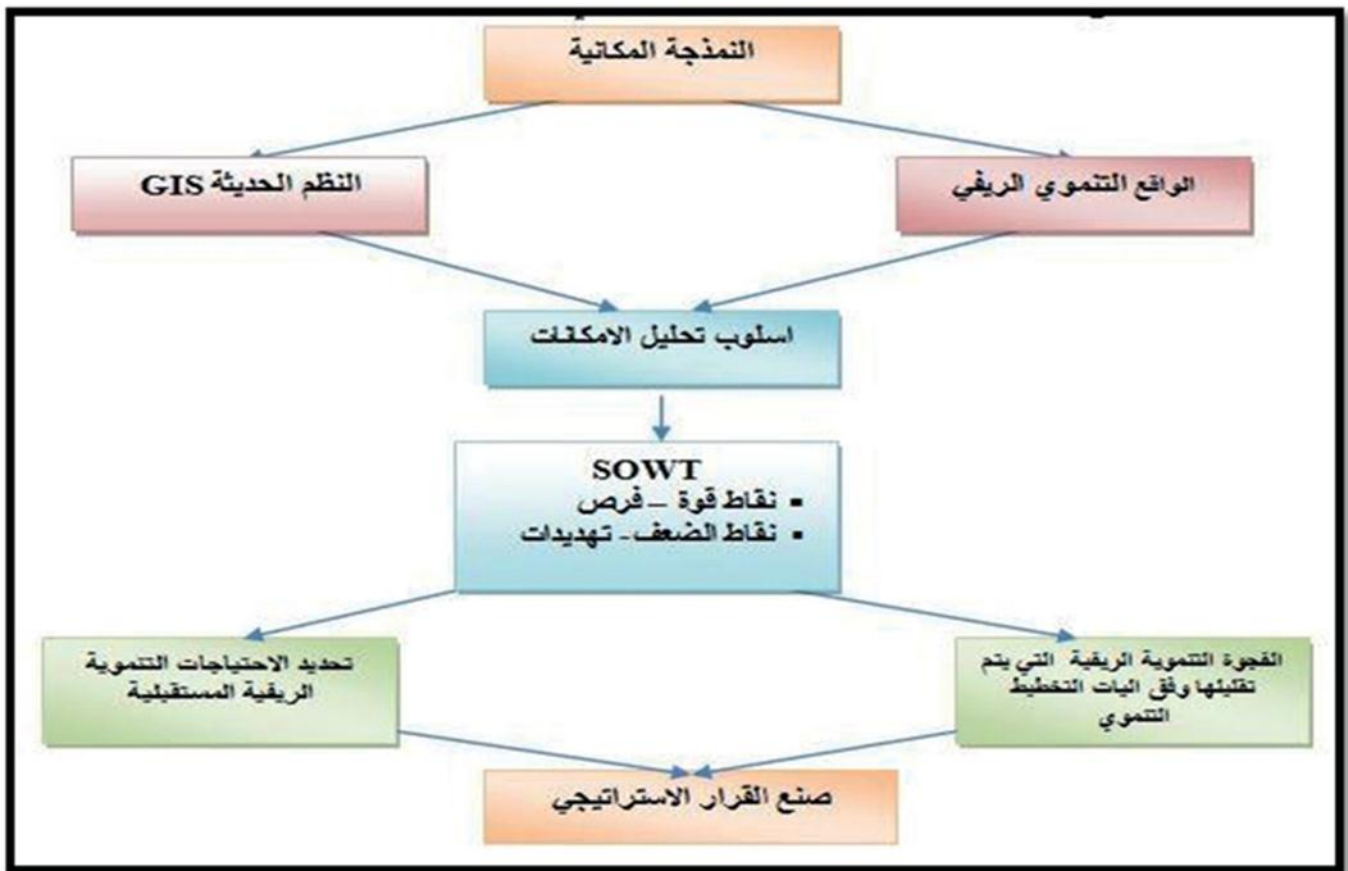 النمذجة المكانية
الواقع التنموي الريفي
النظم الحديثة GIS
اسلوب تحليل الامكانات
SOWT
▪ نقاط قوة – فرص
▪ نقاط الضعف- تهديدات
الفجوة التنموية الريفية التي يتم
تقليلها وفق اليات التخطيط
التنموي
تحديد الاحتياجات التنموية
الريفية المستقبلية
صنع القرار الاستراتيجي